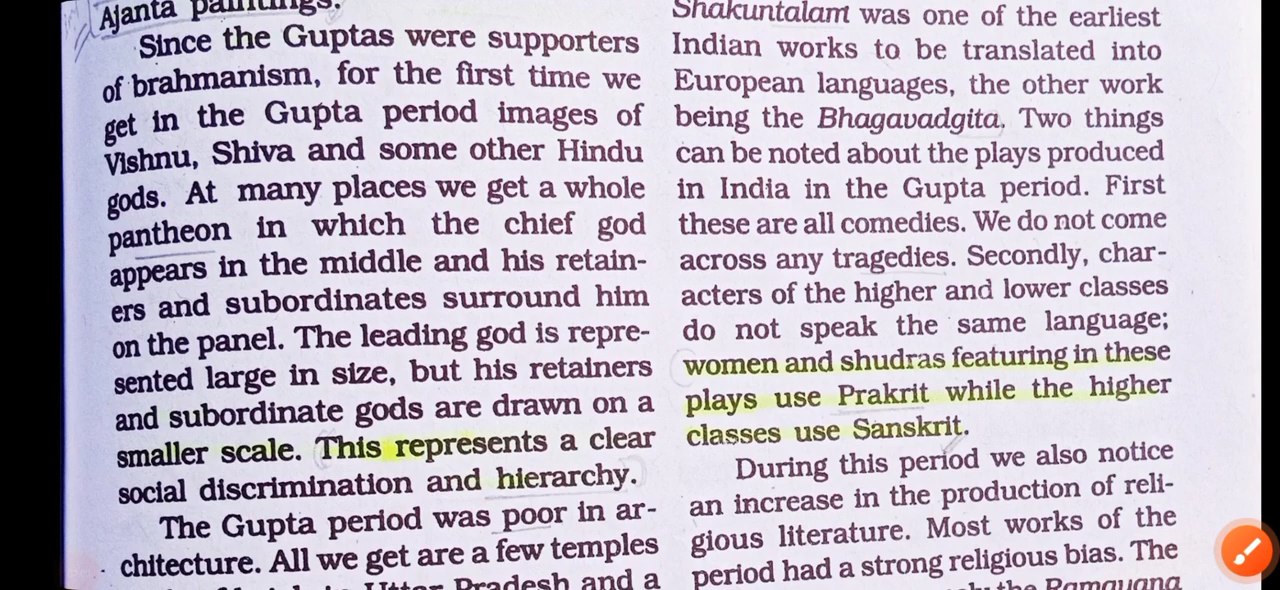 Ajanta paintings.
Since the Guptas were supporters
of brahmanism, for the first time we
get in the Gupta period images of
Vishnu, Shiva and some other Hindu
gods. At many places we get a whole
pantheon in which the chief god
appears in the middle and his retain-
ers and subordinates surround him
on the panel. The leading god is repre-
sented large in size, but his retainers
and subordinate gods are drawn on a
smaller scale. This represents a clear
social discrimination and hierarchy.
The Gupta period was poor in ar-
chitecture. All we get are a few temples
Uttar Pradesh and a
Shakuntalam was one of the earliest
Indian works to be translated into
European languages, the other work
being the Bhagavadgita. Two things
can be noted about the plays produced
in India in the Gupta period. First
these are all comedies. We do not come
across any tragedies. Secondly, char-
acters of the higher and lower classes
do not speak the same language;
women and shudras featuring in these
plays use Prakrit while the higher
classes use Sanskrit.
During this period we also notice
an increase in the production of reli-
gious literature. Most works of the
period had a strong religious bias. The
the Ramayana